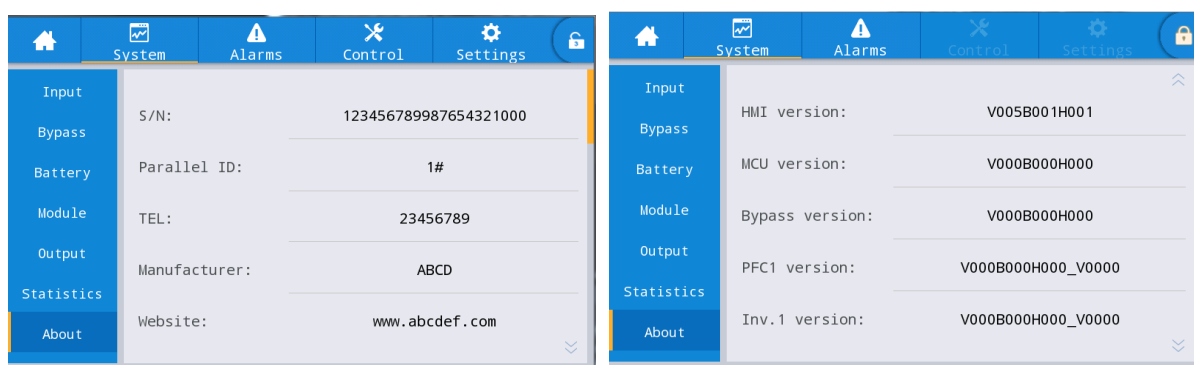 System Alarms Control Settings
Input
Bypass
Battery
Module
Output
Statistics
About
S/N: 123456789987654321000
Parallel ID: 1#
TEL: 23456789
Manufacturer: ABCD
Website: www.abcdef.com
System Alarms Control Settings
Input
Bypass
Battery
Module
Output
Statistics
About
HMI version: V005B001H001
MCU version: V000B000H000
Bypass version: V000B000H000
PFC1 version: V000B000H000_V0000
Inv.1 version: V000B000H000_V0000